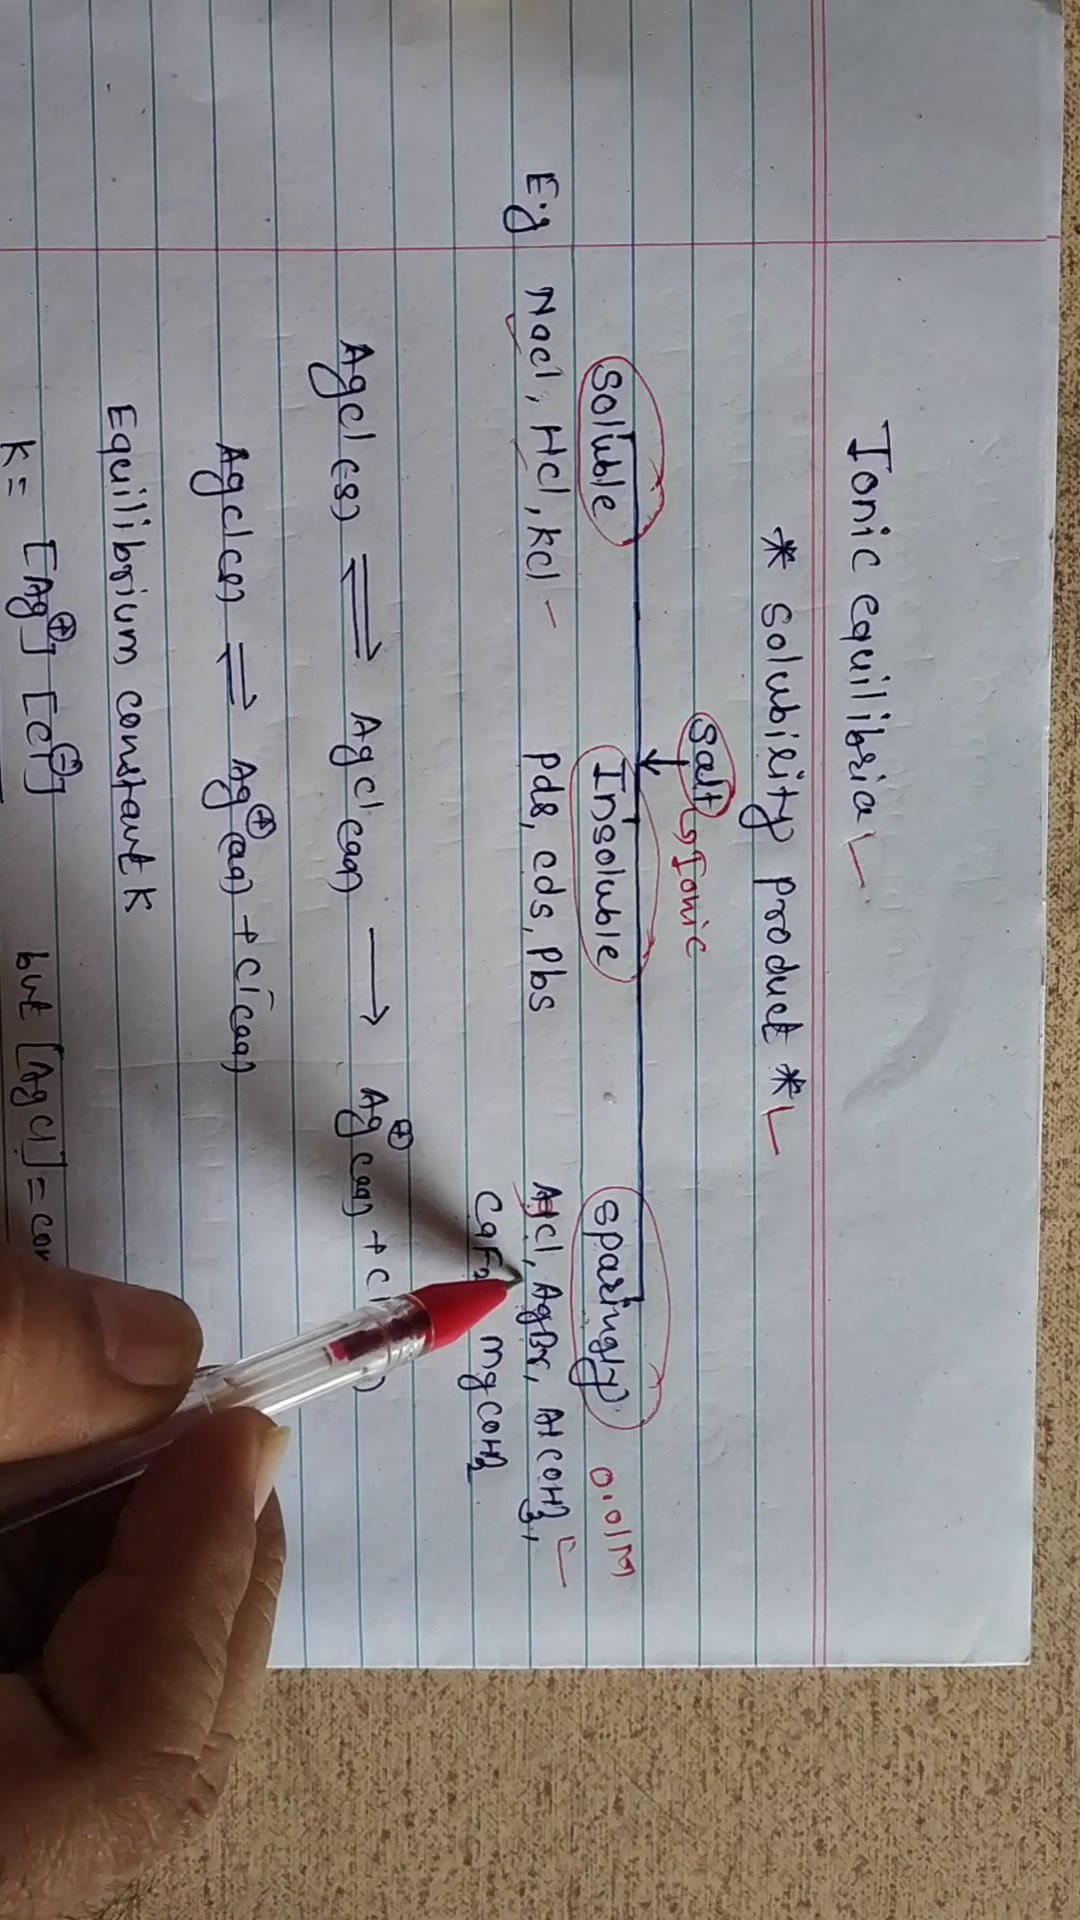 Ionic equilibria
* solubility product *
Salt → Ionic
Soluble Insoluble sparingly 0.01M
E.g NaCl, HCl, KCl - Pds, cds, Pbs AgCl, AgBr, Al(OH)3,
CaF2 Mg(OH)2
AgCl(s) ⇌ AgCl(aq) → Ag⊕(aq) + Cl
AgCl(s) ⇌ Ag⊕(aq) + Cl-(aq)
Equilibrium constant K
K = [Ag⊕] [Cl⊖] but [AgCl] = con